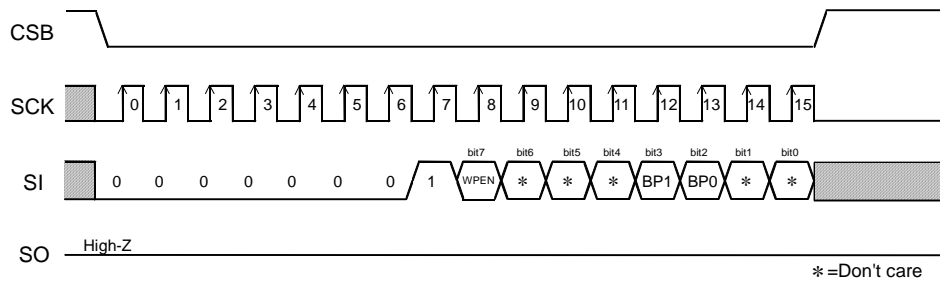 CSB
SCK 0 1 2 3 4 5 6 7 8 9 10 11 12 13 14 15
bit7 bit6 bit5 bit4 bit3 bit2 bit1 bit0
SI 0 0 0 0 0 0 0 1 WPEN * * * BP1 BP0 * *
High-Z
SO
*=Don't care